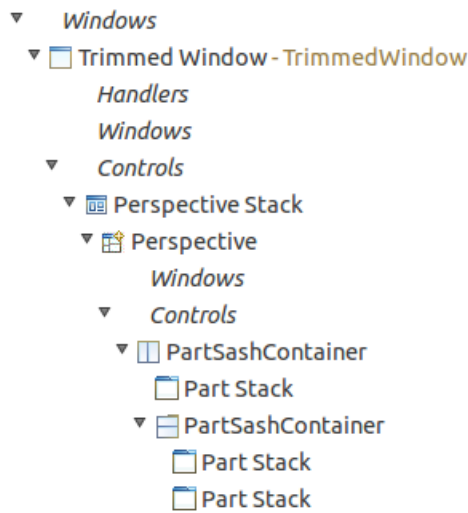 Windows
Trimmed Window - TrimmedWindow
Handlers
Windows
Controls
Perspective Stack
Perspective
Windows
Controls
PartSashContainer
Part Stack
PartSashContainer
Part Stack
Part Stack